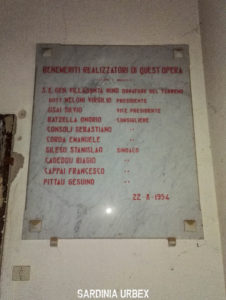 BENEMERITI REALIZZATORI DI QUEST'OPERA
S.E. GEN. VILLASANTA NINO DONATORE DEL TERRENO
DOTT. MELONI VIRGILIO PRESIDENTE
USAI SILVIO VICE PRESIDENTE
BATZELLA ONORIO CONSIGLIERE
CONSOLI SEBASTIANO "
CORDA EMANUELE "
SILESU STANISLAO SINDACO
CADEDDU BIAGIO "
CAPPAI FRANCESCO "
PITTAU GESUINO "
22-8-1954
SARDINIA URBEX